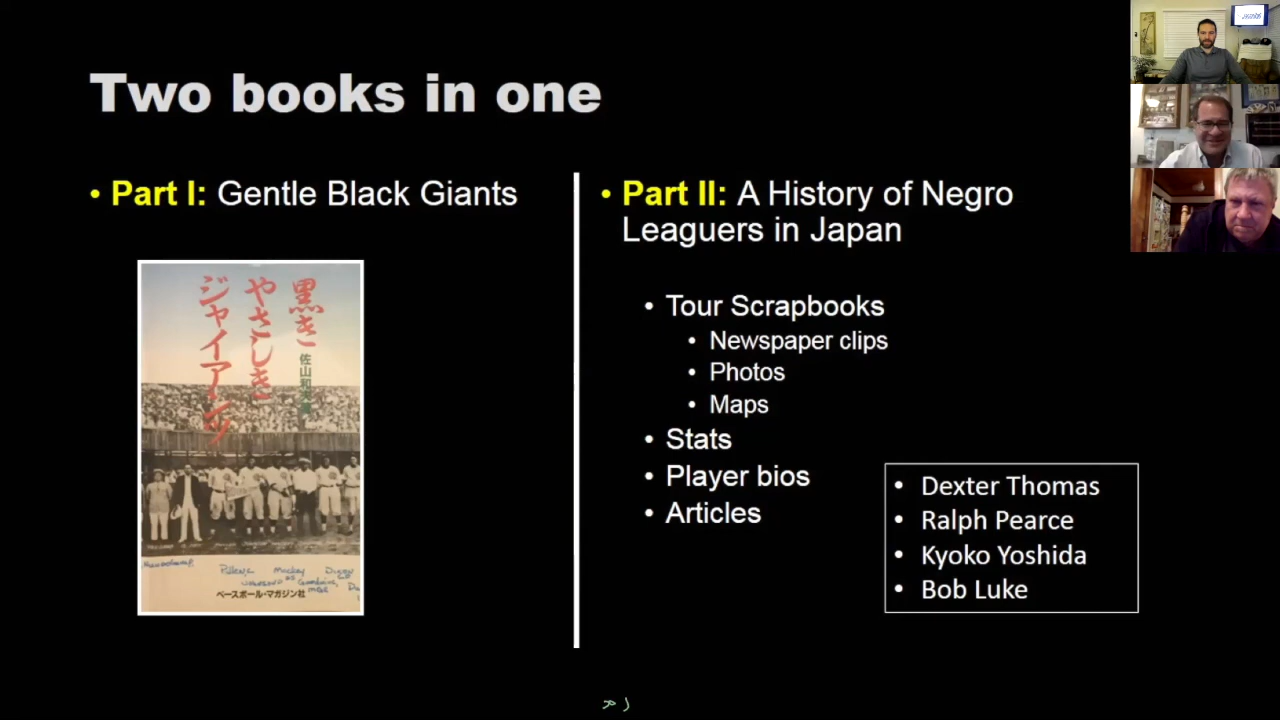 Two books in one
• Part I: Gentle Black Giants
黒き
やさしき
ジャイアーンツ
佐山和夫
ベースボール・マガジン社
• Part II: A History of Negro
Leaguers in Japan
• Tour Scrapbooks
• Newspaper clips
• Photos
• Maps
• Stats
• Player bios
• Articles
• Dexter Thomas
• Ralph Pearce
• Kyoko Yoshida
• Bob Luke